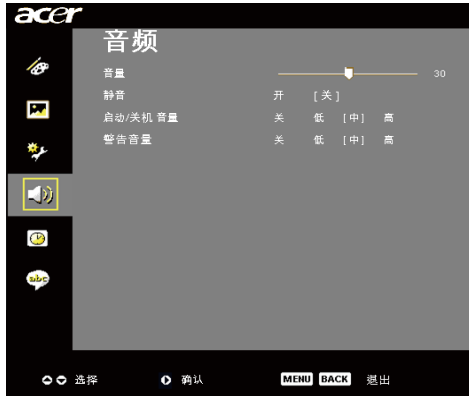 acer
音频
音量 30
静音 开 [关]
启动/关机 音量 关 低 [中] 高
警告音量 关 低 [中] 高
abc
选择 确认 MENU BACK 退出